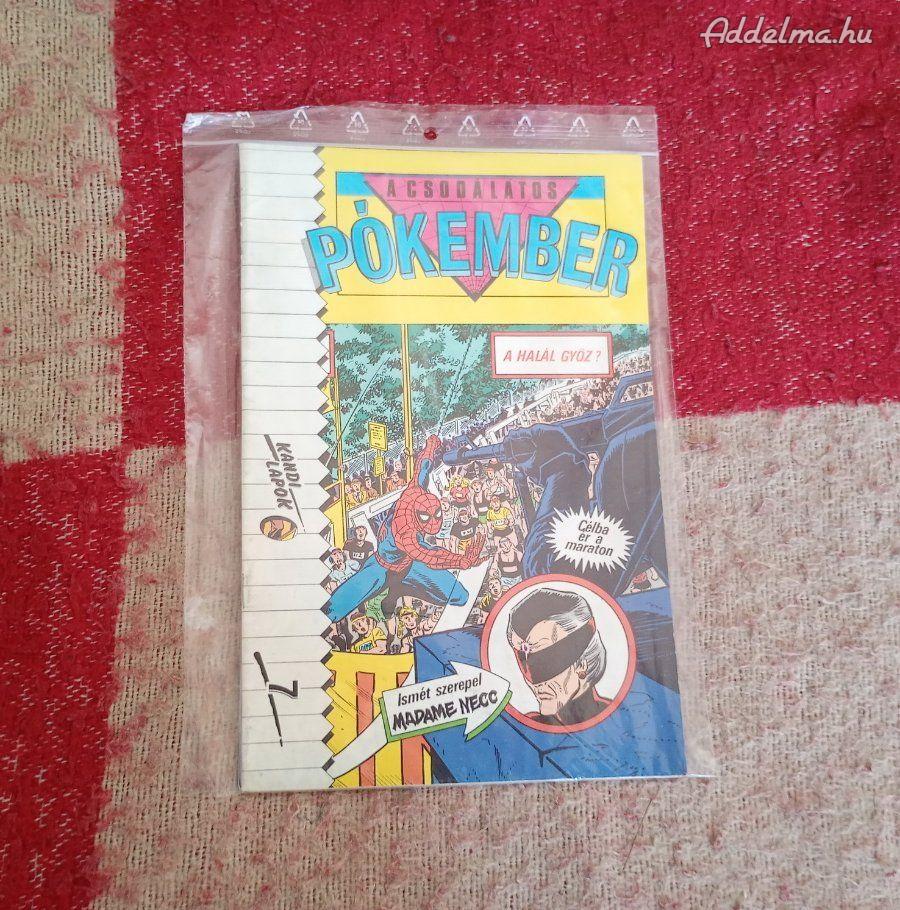 Addelma.hu
A CSODÁLATOS
PÓKEMBER
A HALÁL GYŐZ?
KANDI
LAPOK
Célba
ér a
maraton
Ismét szerepel
MADAME NECC
7